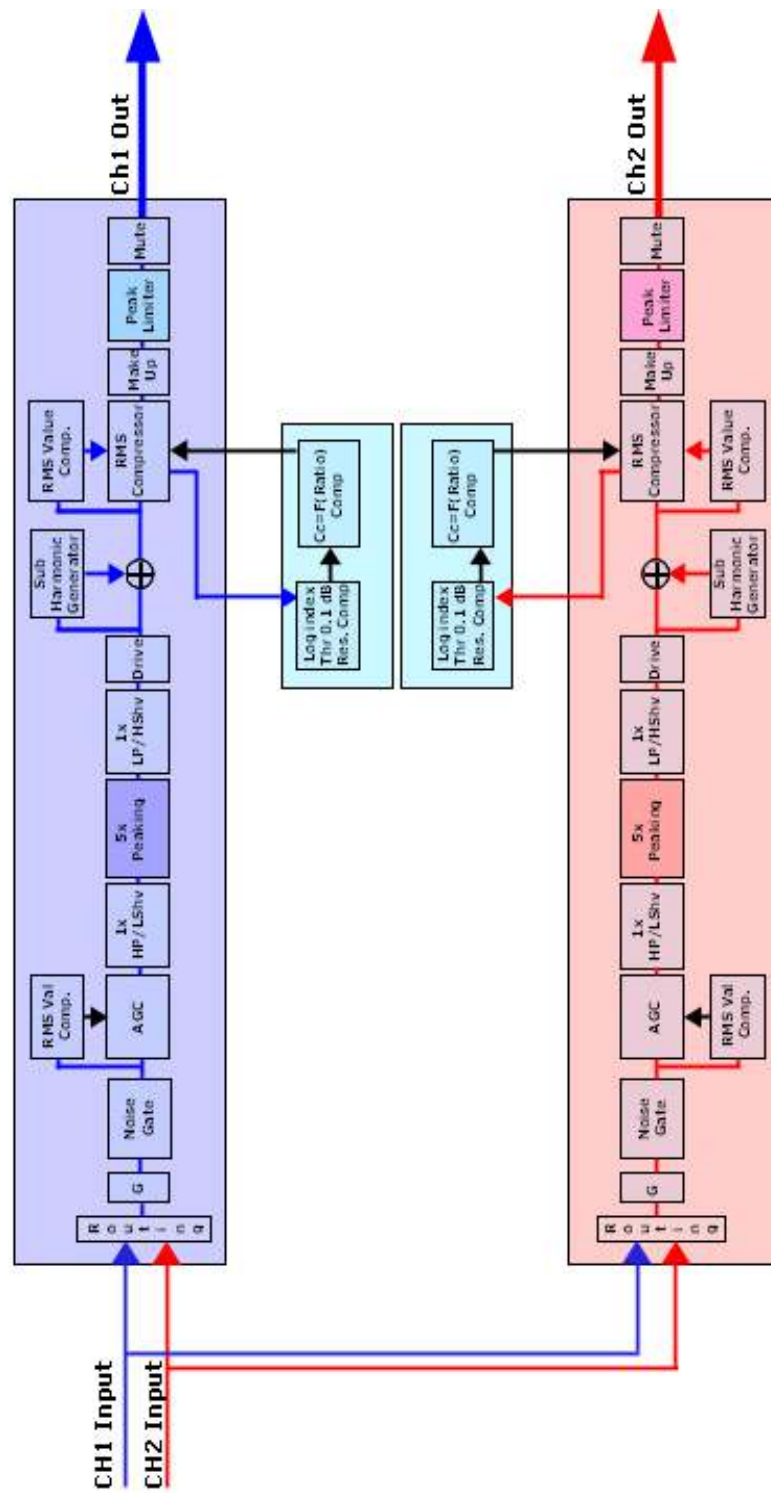 CH1 Input
CH2 Input
Routing
G
Noise
Gate
RMS Val
Comp.
AGC
1x
HP/LShv
5x
Peaking
1x
LP/HShv
Drive
Sub
Harmonic
Generator
RMS Value
Comp.
RMS
Compressor
Make
Up
Peak
Limiter
Mute
Ch1 Out
Log index
Thr 0.1 dB
Res. Comp
Cc=F(Ratio)
Comp
Log index
Thr 0.1 dB
Res. Comp
Cc=F(Ratio)
Comp
Routing
G
Noise
Gate
AGC
RMS Val
Comp.
1x
HP/LShv
5x
Peaking
1x
LP/HShv
Drive
Sub
Harmonic
Generator
RMS
Compressor
RMS Value
Comp.
Make
Up
Peak
Limiter
Mute
Ch2 Out